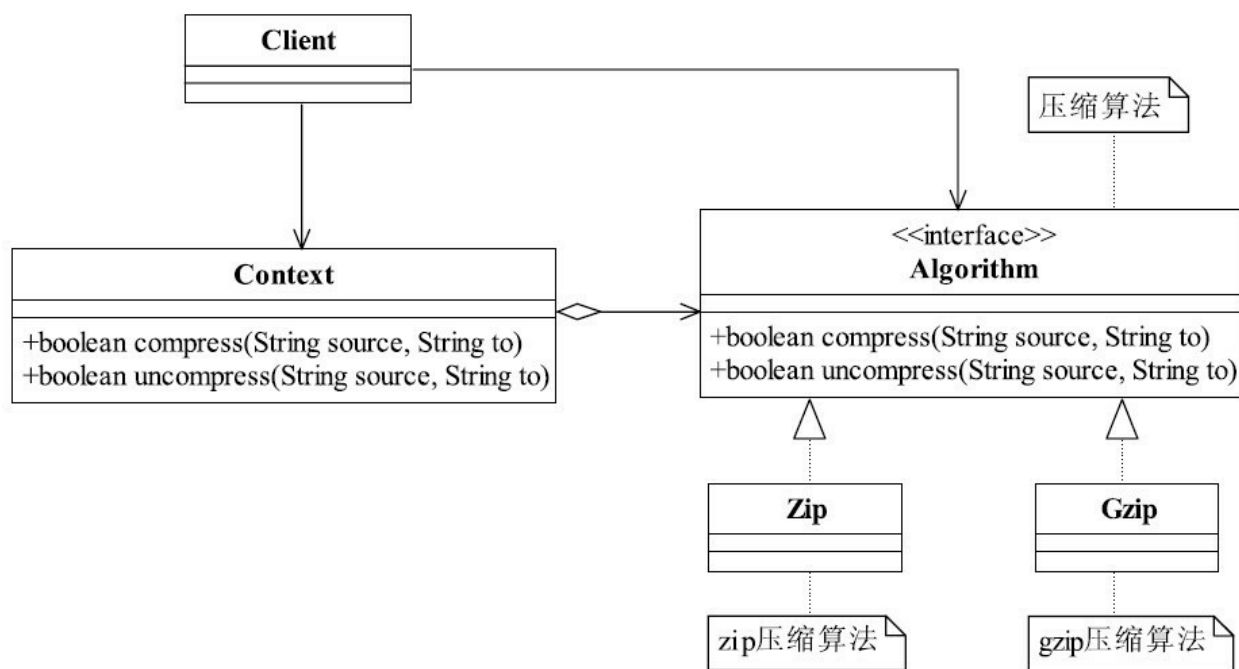 Client
压缩算法
<<interface>>
Algorithm
+boolean compress(String source, String to)
+boolean uncompress(String source, String to)
Context
+boolean compress(String source, String to)
+boolean uncompress(String source, String to)
Zip
Gzip
zip压缩算法
gzip压缩算法